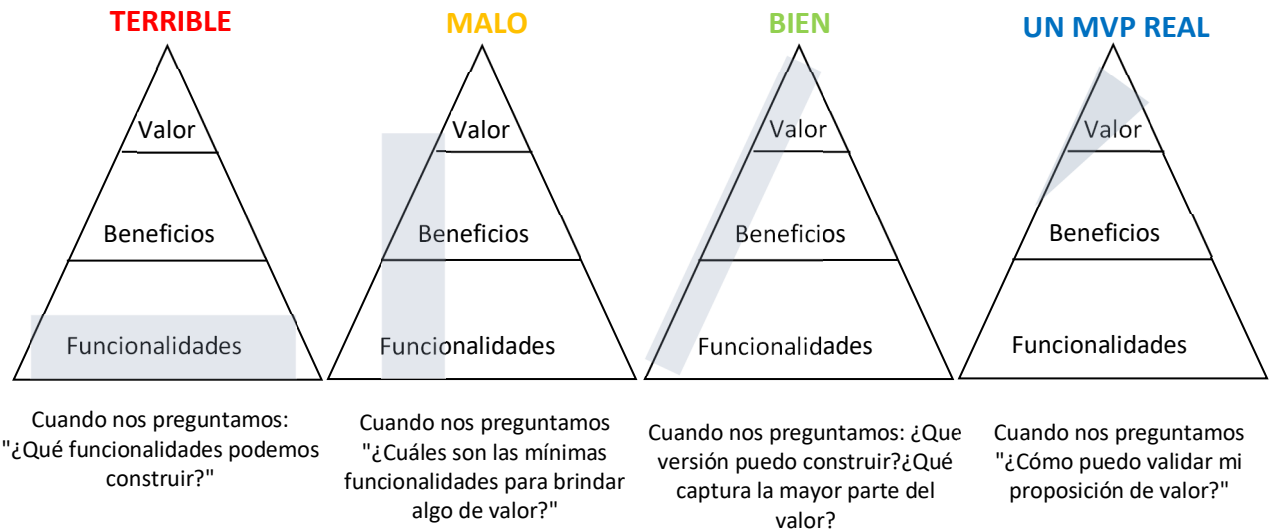 TERRIBLE
Valor
Beneficios
Funcionalidades
Cuando nos preguntamos:
"¿Qué funcionalidades podemos
construir?"
MALO
Valor
Beneficios
Funcionalidades
Cuando nos preguntamos
"¿Cuáles son las mínimas
funcionalidades para brindar
algo de valor?"
BIEN
Valor
Beneficios
Funcionalidades
Cuando nos preguntamos: ¿Que
versión puedo construir?¿Qué
captura la mayor parte del
valor?
UN MVP REAL
Valor
Beneficios
Funcionalidades
Cuando nos preguntamos
"¿Cómo puedo validar mi
proposición de valor?"